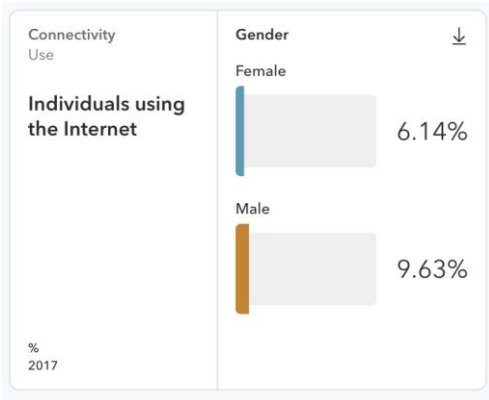 Connectivity
Use
Individuals using
the Internet
%
2017
Gender
Female
6.14%
Male
9.63%